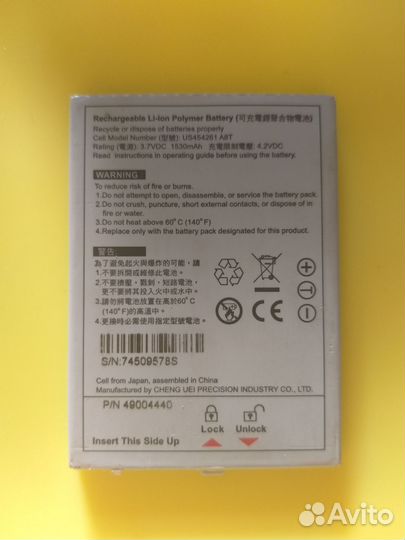 Rechargeable Li-Ion Polymer Battery (可充電鋰聚合物電池)
Recycle or dispose of batteries properly
Cell Model Number (型號): US454261 A8T
Rating (電源): 3.7VDC, 1530mAh 充電限制電壓: 4.2VDC
Read instructions in operating guide before using the battery.
WARNING
To reduce risk of fire or burns.
1.Do not attempt to open, disassemble, or service the battery pack.
2.Do not crush, puncture, short external contacts, or dispose of in
fire or water.
3.Do not heat above 60°C (140°F)
4.Replace only with the battery pack designated for this product.
警告:
為了避免起火與爆炸的可能，請
1.不要拆開或維修此電池。
2.不要擠壓，戳刺，短路電池，
更不要將其投入火中或水中。
3.請勿將電池放置在高於60°C
(140°F)的高溫中。
4.更換時必需使用指定型號電池。
S/N:74509578S
Cell from Japan, assembled in China
Manufactured by CHENG UEI PRECISION INDUSTRY CO., LTD.
P/N 49004440
Lock Unlock
Insert This Side Up
Avito